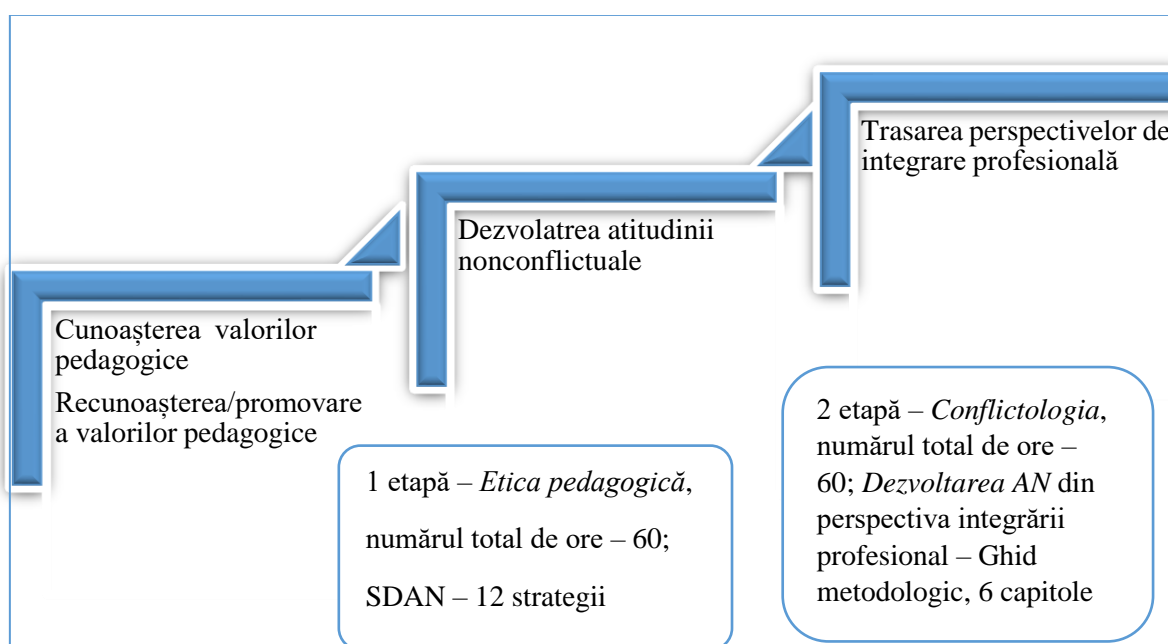 Cunoașterea valorilor
pedagogice
Recunoașterea/promovare
a valorilor pedagogice
Dezvolatrea atitudinii
nonconflictuale
Trasarea perspectivelor de
integrare profesională
1 etapă – Etica pedagogică,
numărul total de ore – 60;
SDAN – 12 strategii
2 etapă – Conflictologia,
numărul total de ore –
60; Dezvoltarea AN din
perspectiva integrării
profesional – Ghid
metodologic, 6 capitole